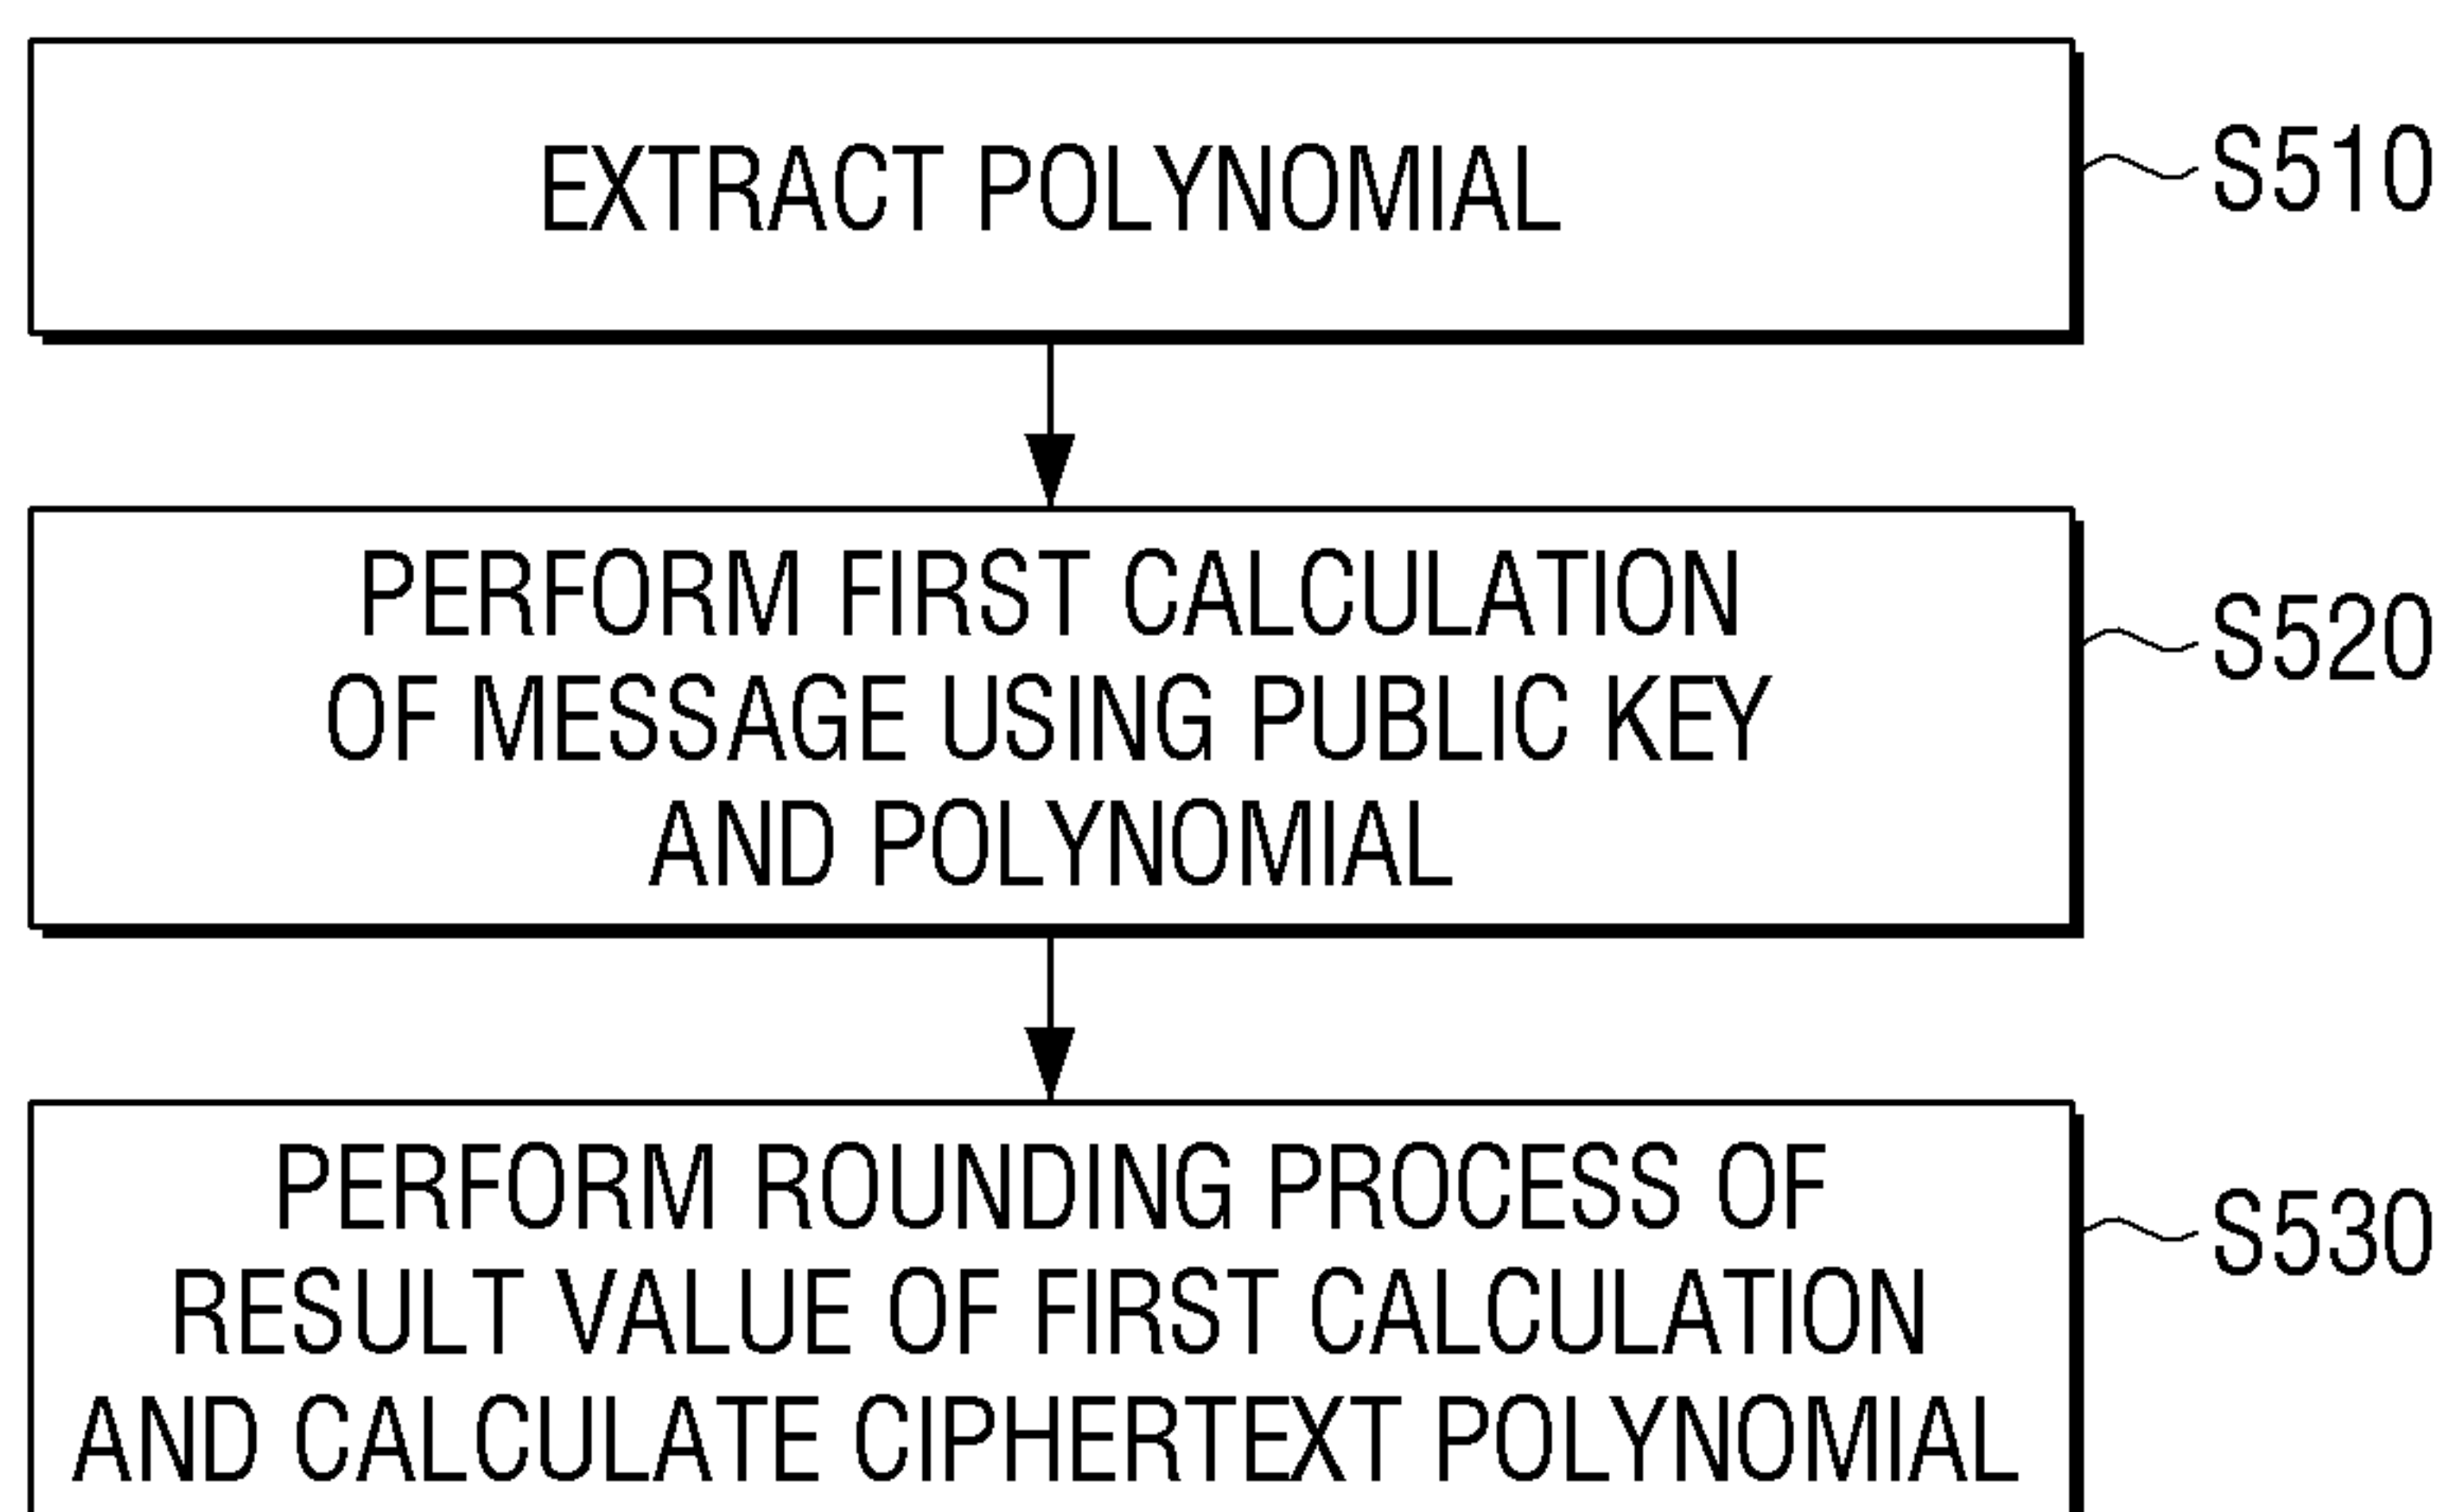 EXTRACT POLYNOMIAL
S510
PERFORM FIRST CALCULATION
OF MESSAGE USING PUBLIC KEY
AND POLYNOMIAL
S520
PERFORM ROUNDING PROCESS OF
RESULT VALUE OF FIRST CALCULATION
AND CALCULATE CIPHERTEXT POLYNOMIAL
S530